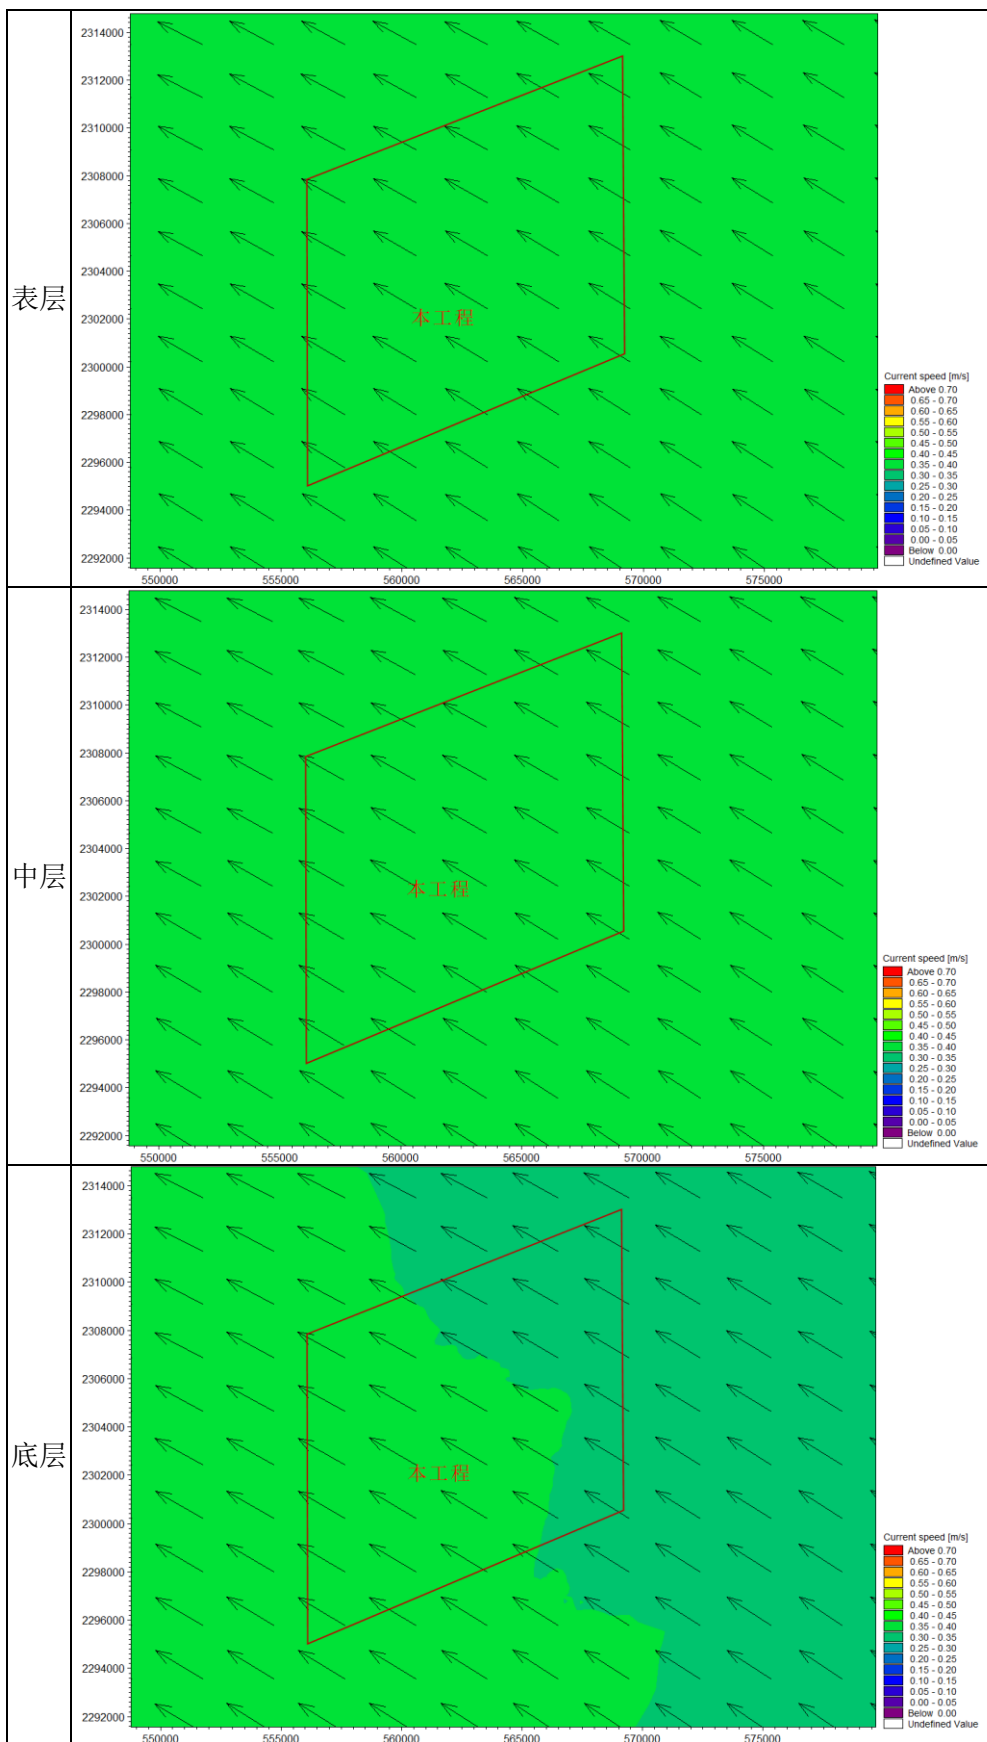 表层
2314000
2312000
2310000
2308000
2306000
2304000
2302000
2300000
2298000
2296000
2294000
2292000
本工程
550000 555000 560000 565000 570000 575000
Current speed [m/s]
Above 0.70
0.65 - 0.70
0.60 - 0.65
0.55 - 0.60
0.50 - 0.55
0.45 - 0.50
0.40 - 0.45
0.35 - 0.40
0.30 - 0.35
0.25 - 0.30
0.20 - 0.25
0.15 - 0.20
0.10 - 0.15
0.05 - 0.10
0.00 - 0.05
Below 0.00
Undefined Value
中层
2314000
2312000
2310000
2308000
2306000
2304000
2302000
2300000
2298000
2296000
2294000
2292000
本工程
550000 555000 560000 565000 570000 575000
Current speed [m/s]
Above 0.70
0.65 - 0.70
0.60 - 0.65
0.55 - 0.60
0.50 - 0.55
0.45 - 0.50
0.40 - 0.45
0.35 - 0.40
0.30 - 0.35
0.25 - 0.30
0.20 - 0.25
0.15 - 0.20
0.10 - 0.15
0.05 - 0.10
0.00 - 0.05
Below 0.00
Undefined Value
底层
2314000
2312000
2310000
2308000
2306000
2304000
2302000
2300000
2298000
2296000
2294000
2292000
本工程
550000 555000 560000 565000 570000 575000
Current speed [m/s]
Above 0.70
0.65 - 0.70
0.60 - 0.65
0.55 - 0.60
0.50 - 0.55
0.45 - 0.50
0.40 - 0.45
0.35 - 0.40
0.30 - 0.35
0.25 - 0.30
0.20 - 0.25
0.15 - 0.20
0.10 - 0.15
0.05 - 0.10
0.00 - 0.05
Below 0.00
Undefined Value